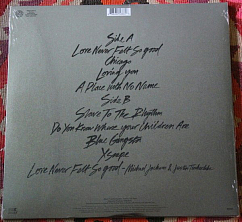 Side A
Love Never Felt So Good
Chicago
Loving You
A Place With No Name
Side B
Slave To The Rhythm
Do You Know Where Your Children Are
Blue Gangsta
Xscape
Love Never Felt So Good - Michael Jackson & Justin Timberlake